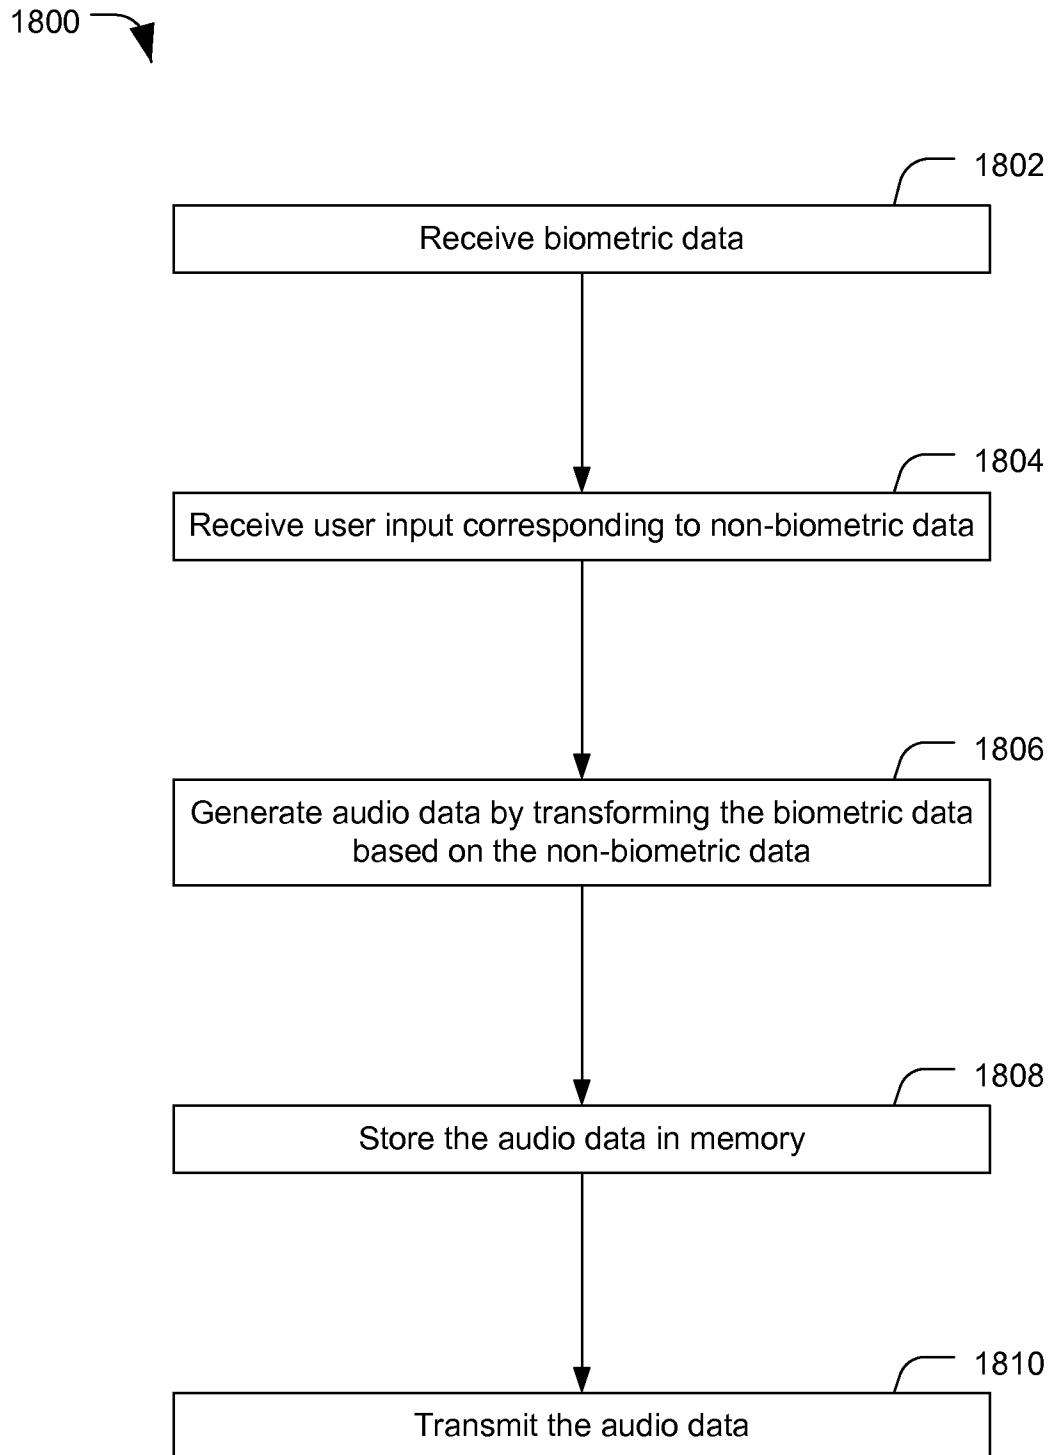 1800
1802
Receive biometric data
1804
Receive user input corresponding to non-biometric data
1806
Generate audio data by transforming the biometric data
based on the non-biometric data
1808
Store the audio data in memory
1810
Transmit the audio data